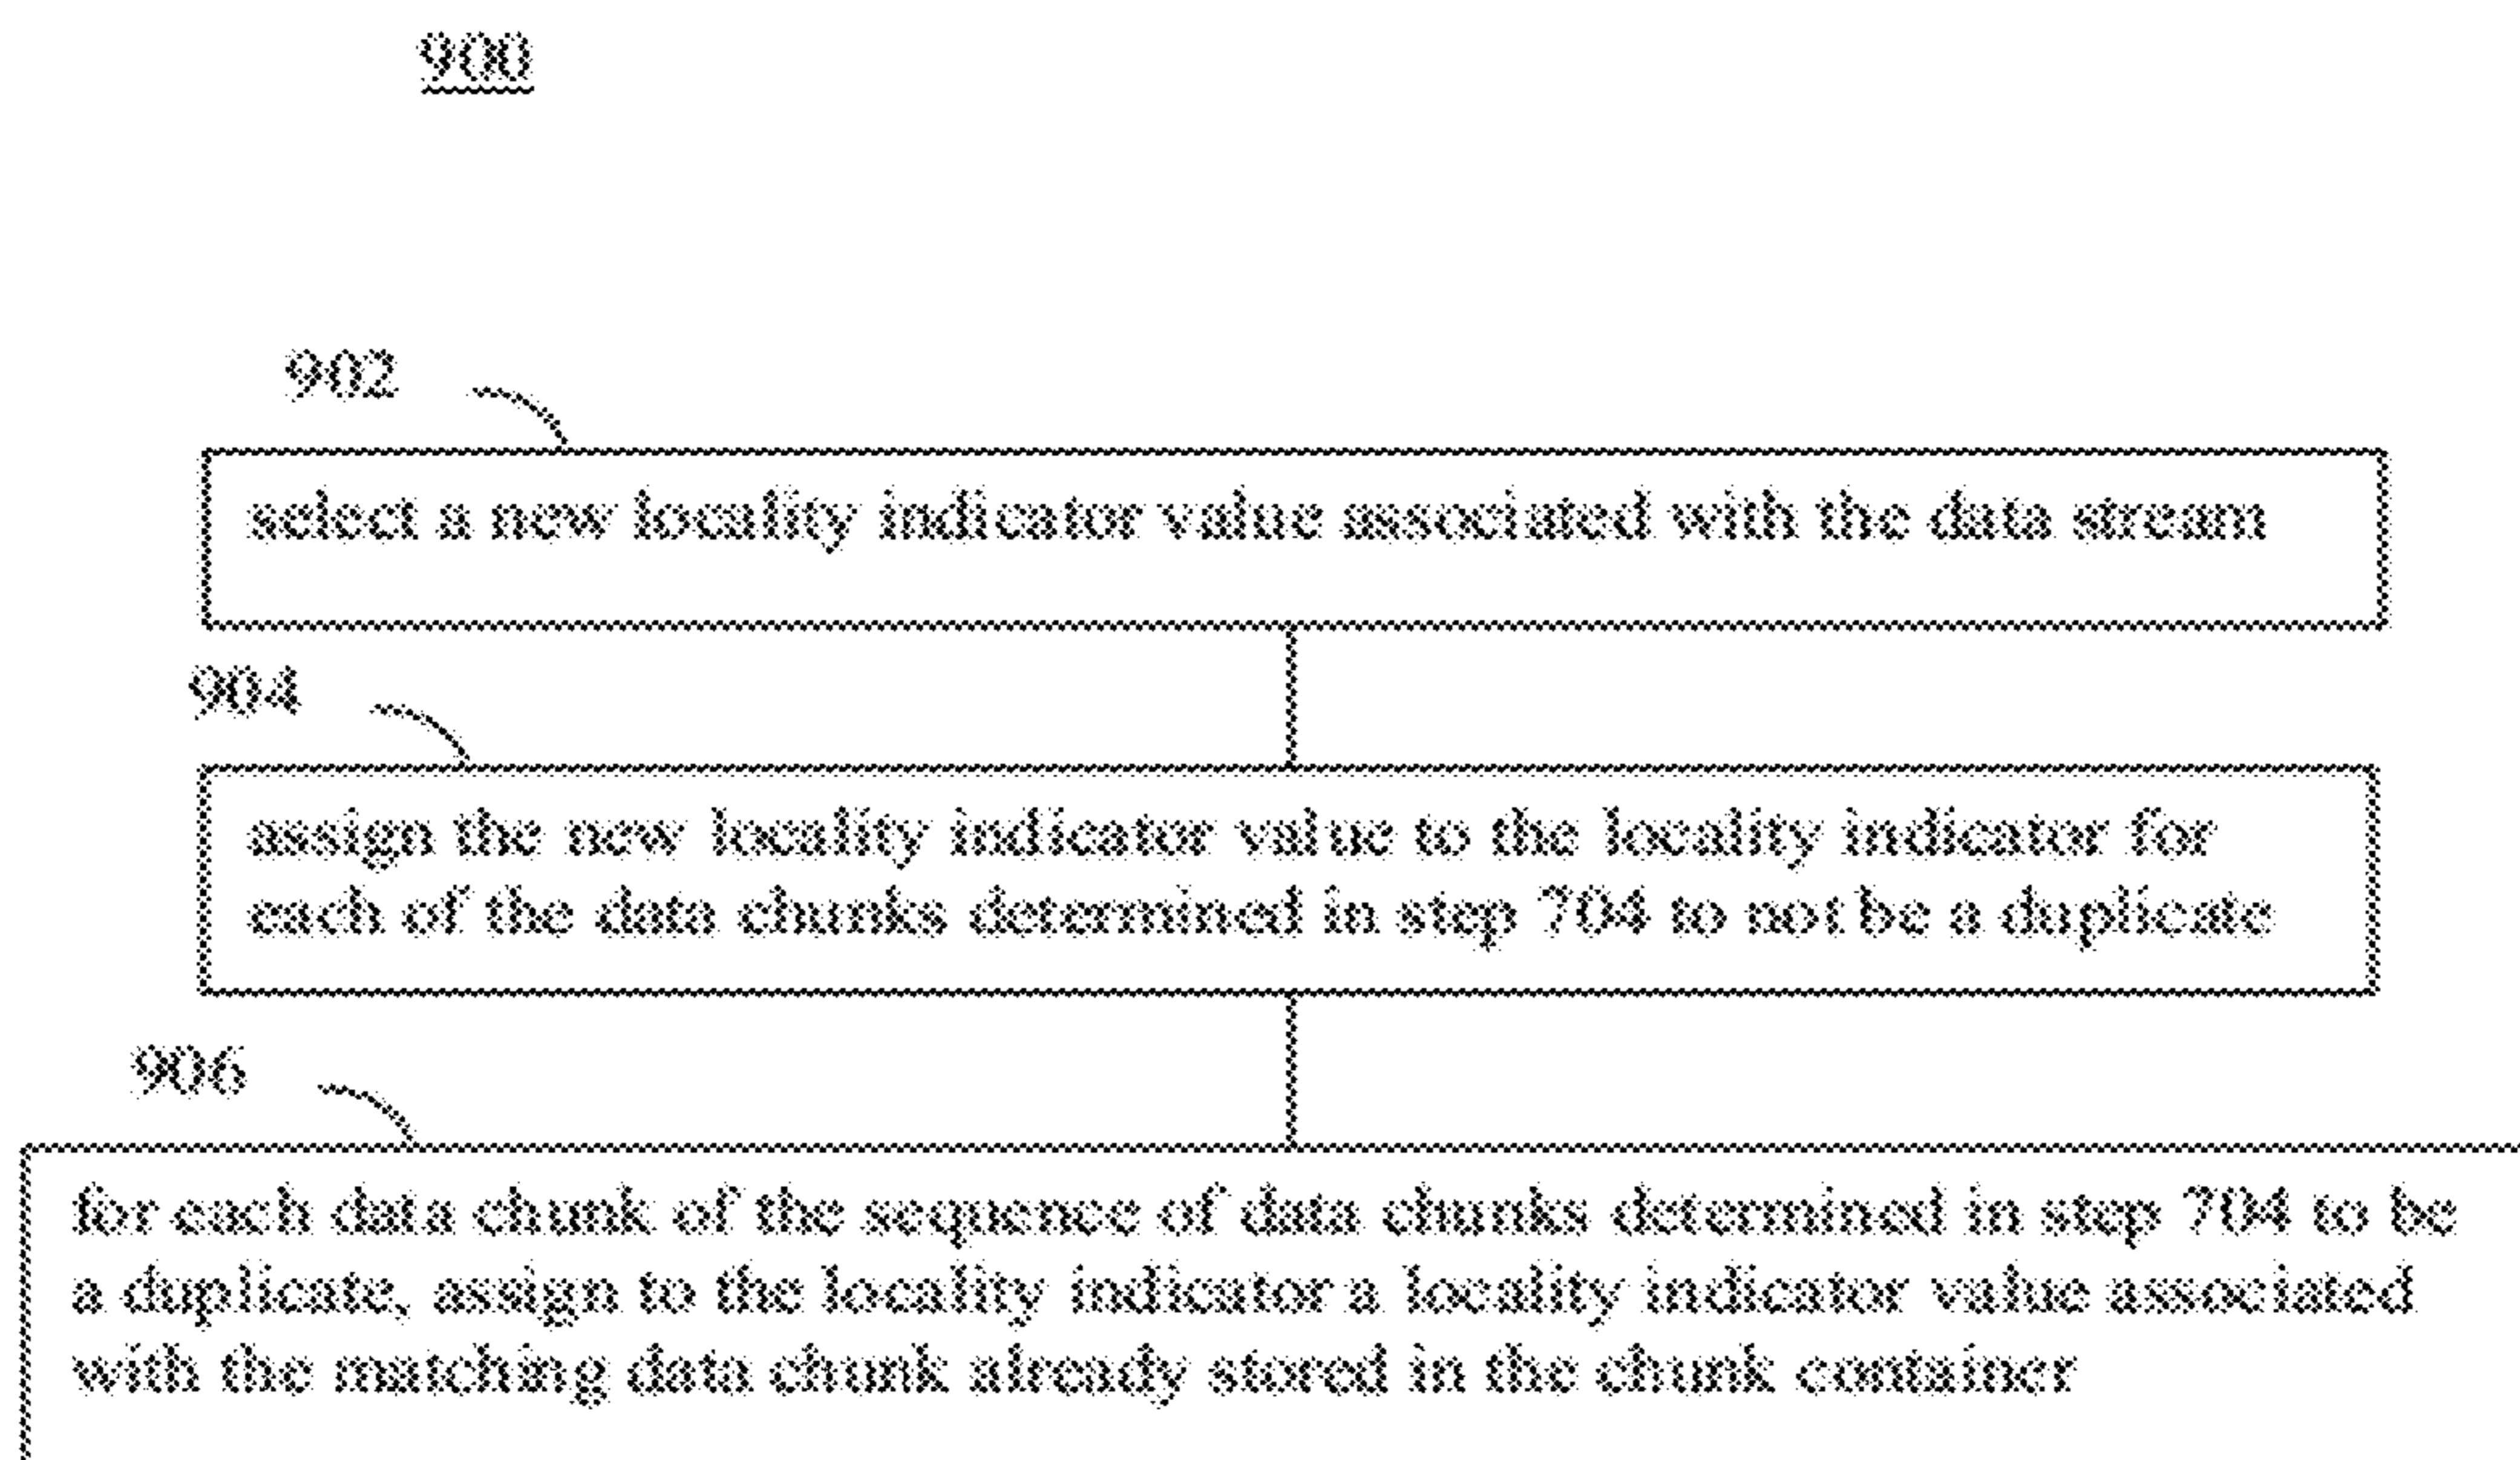 900
902
select a new locality indicator value associated with the data stream
904
assign the new locality indicator value to the locality indicator for
each of the data chunks determined in step 704 to not be a duplicate
906
for each data chunk of the sequence of data chunks determined in step 704 to be
a duplicate, assign to the locality indicator a locality indicator value associated
with the matching data chunk already stored in the chunk container